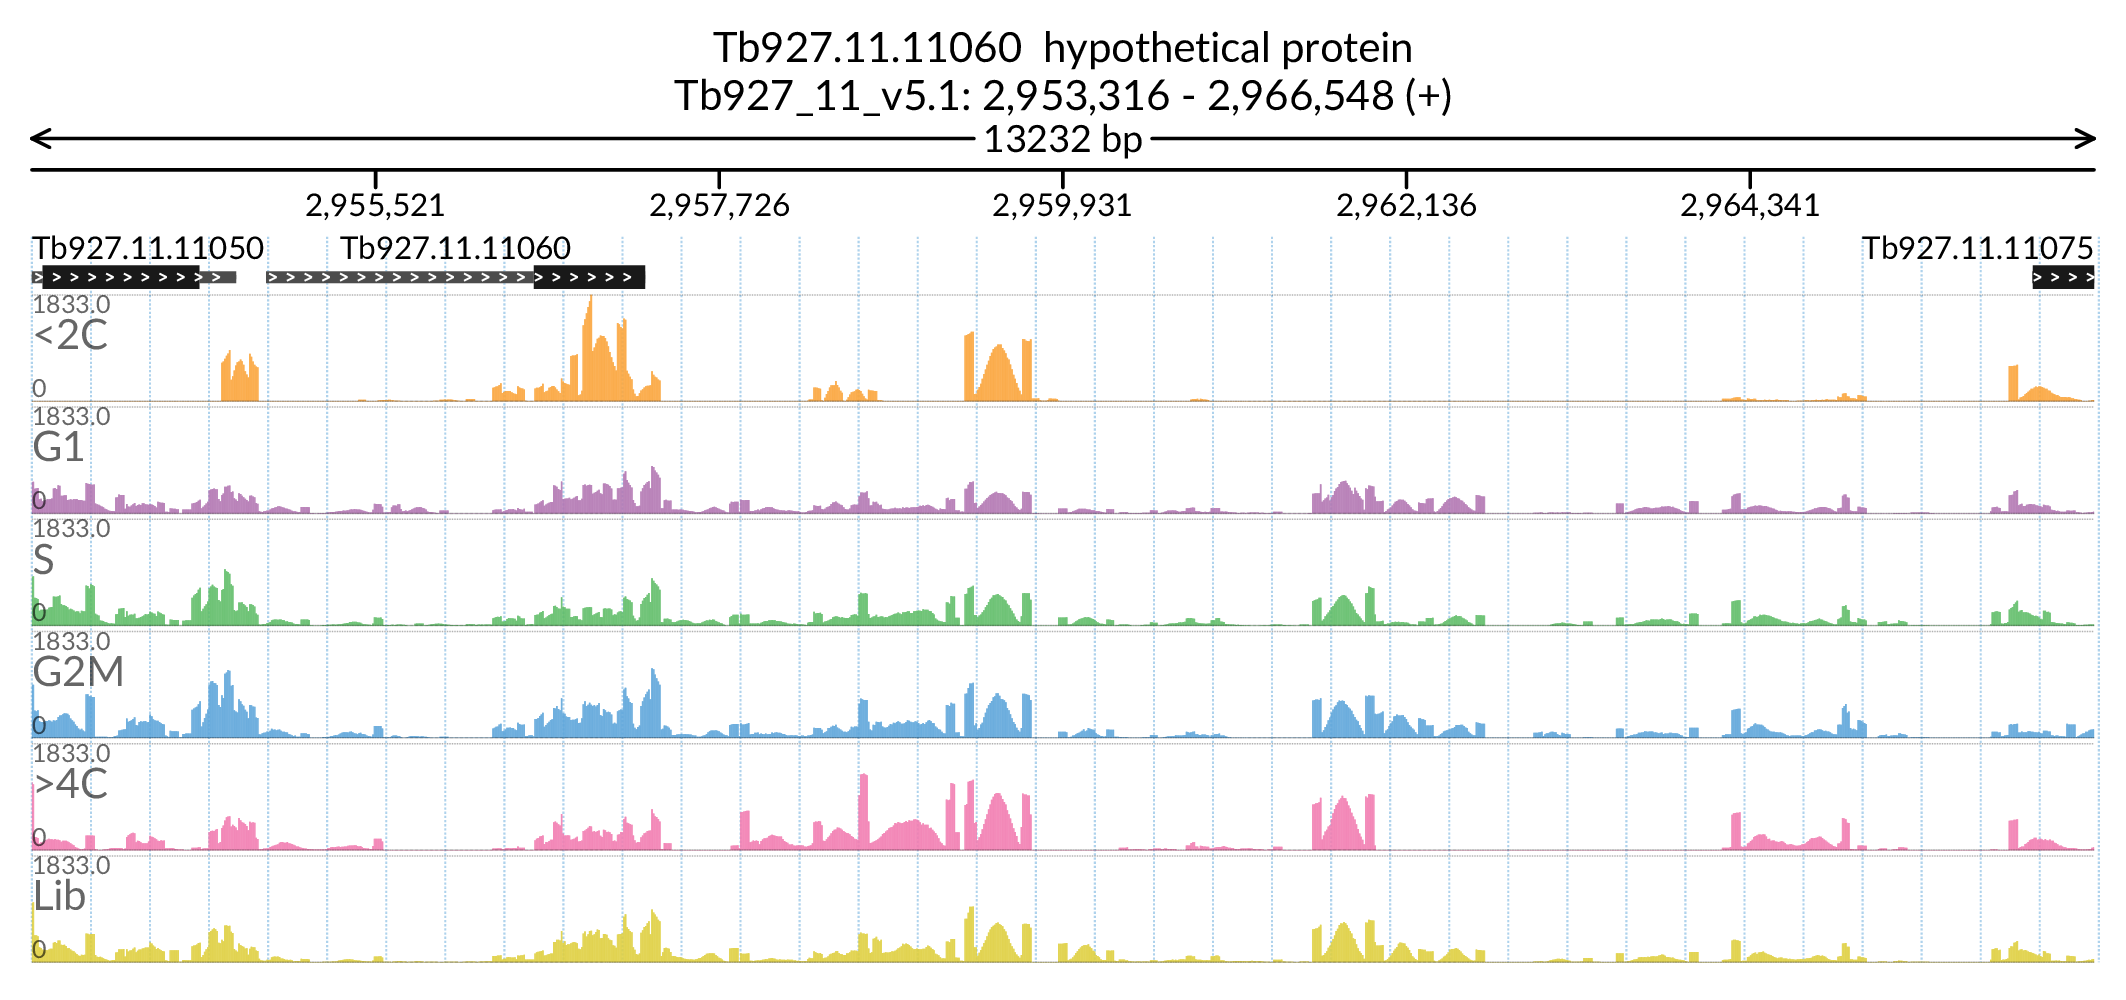 Tb927.11.11060  hypothetical protein
Tb927_11_v5.1: 2,953,316 - 2,966,548 (+)
13232 bp
2,955,521 2,957,726 2,959,931 2,962,136 2,964,341
Tb927.11.11050 Tb927.11.11060 Tb927.11.11075
1833.0
<2C
0
1833.0
G1
0
1833.0
S
0
1833.0
G2M
0
1833.0
>4C
0
1833.0
Lib
0